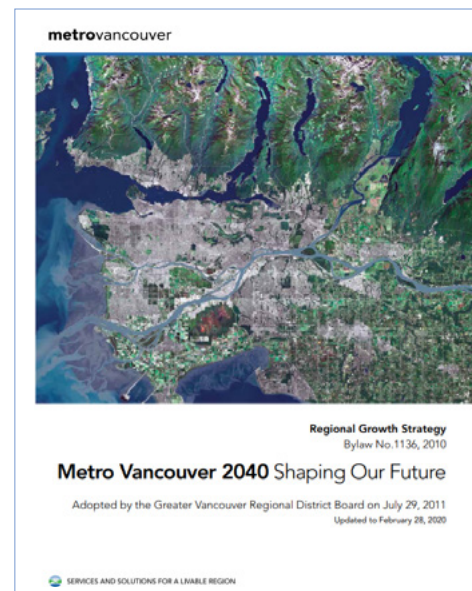 metrovancouver
Regional Growth Strategy
Bylaw No.1136, 2010
Metro Vancouver 2040 Shaping Our Future
Adopted by the Greater Vancouver Regional District Board on July 29, 2011
Updated to February 28, 2020
SERVICES AND SOLUTIONS FOR A LIVABLE REGION